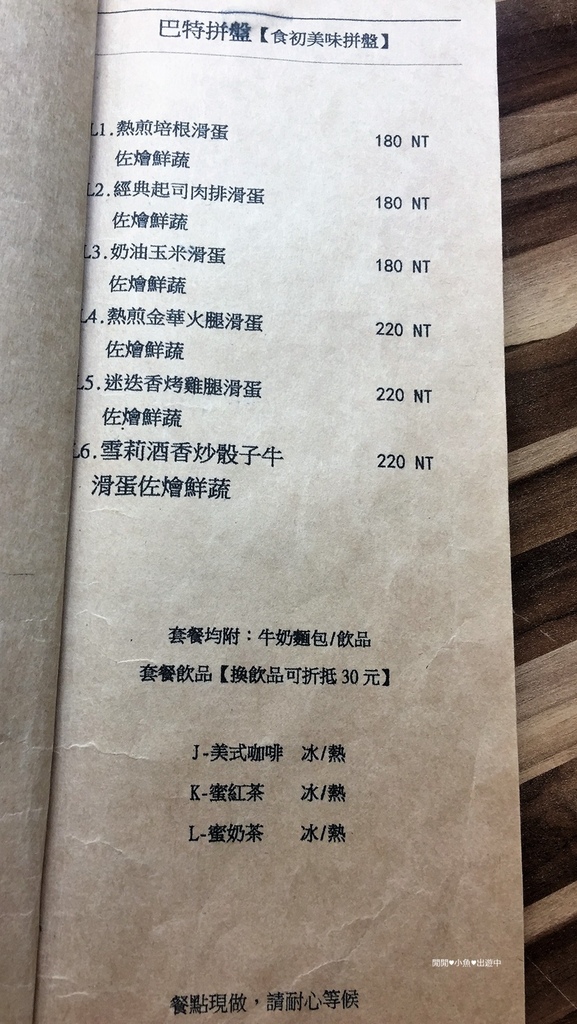 巴特拼盤【食初美味拼盤】
L1.熱煎培根滑蛋 180 NT
佐燴鮮蔬
L2.經典起司肉排滑蛋 180 NT
佐燴鮮蔬
L3.奶油玉米滑蛋 180 NT
佐燴鮮蔬
L4.熱煎金華火腿滑蛋 220 NT
佐燴鮮蔬
L5.迷迭香烤雞腿滑蛋 220 NT
佐燴鮮蔬
L6.雪莉酒香炒骰子牛 220 NT
滑蛋佐燴鮮蔬
套餐均附：牛奶麵包/飲品
套餐飲品【換飲品可折抵 30 元】
J-美式咖啡 冰/熱
K-蜜紅茶 冰/熱
L-蜜奶茶 冰/熱
閒閒♥小魚♥出遊中
餐點現做，請耐心等候